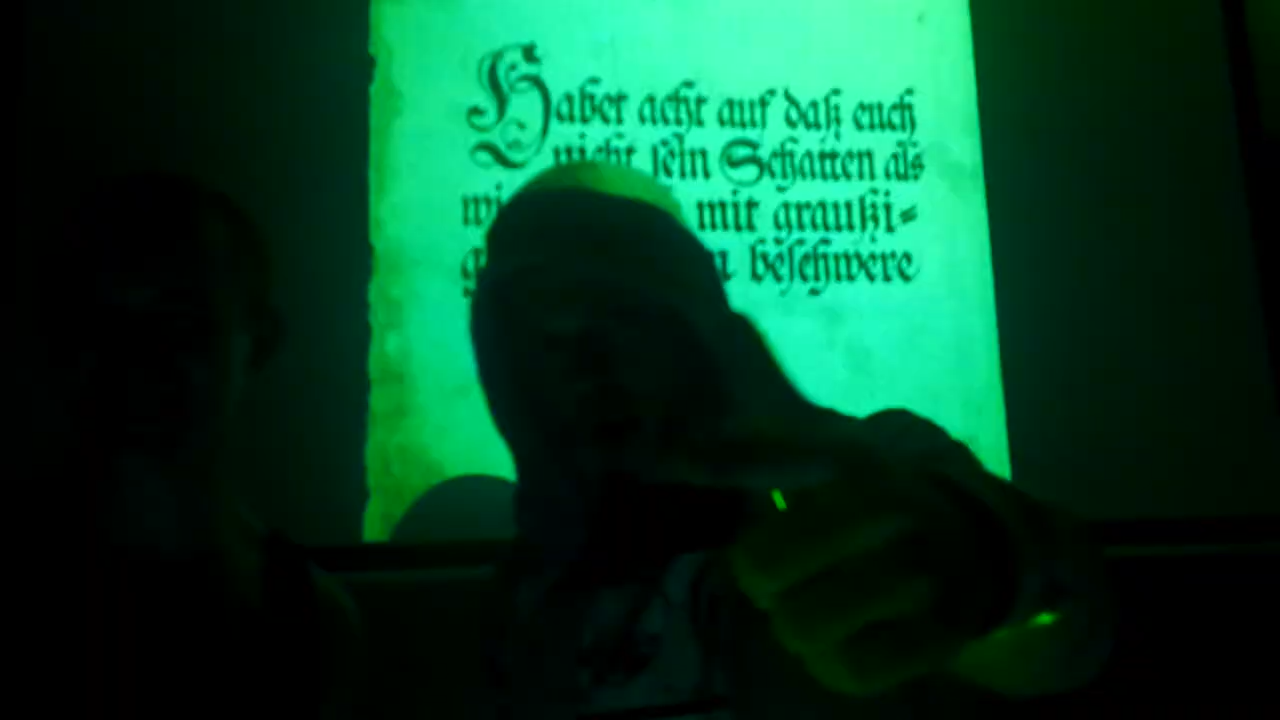 Habet acht auf daß euch
nicht sein Schatten als
mit graußi=
beschwere